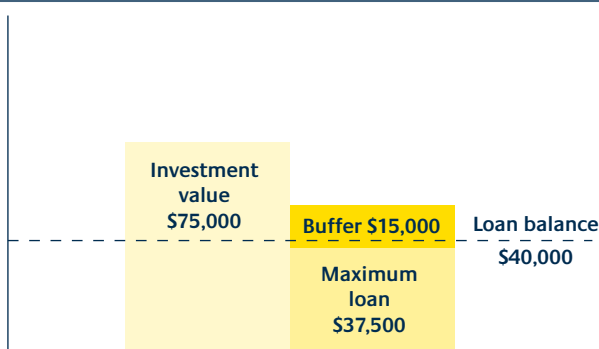 Investment
value
$75,000
Buffer $15,000
Maximum
loan
$37,500
Loan balance
$40,000